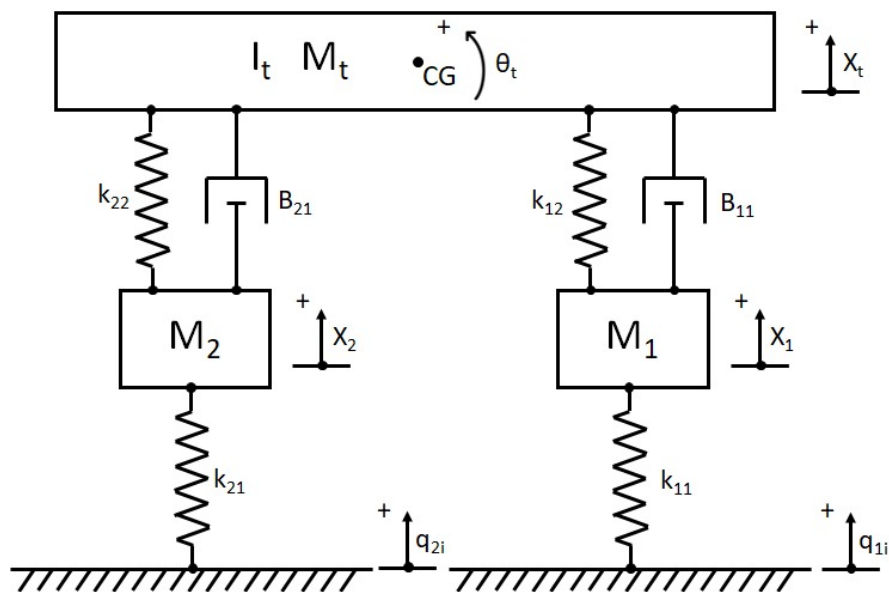 +
+
I_t M_t CG θ_t X_t
k_22 B_21 k_12 B_11
+ +
M_2 X_2 M_1 X_1
k_21 k_11
+ +
q_2i q_1i